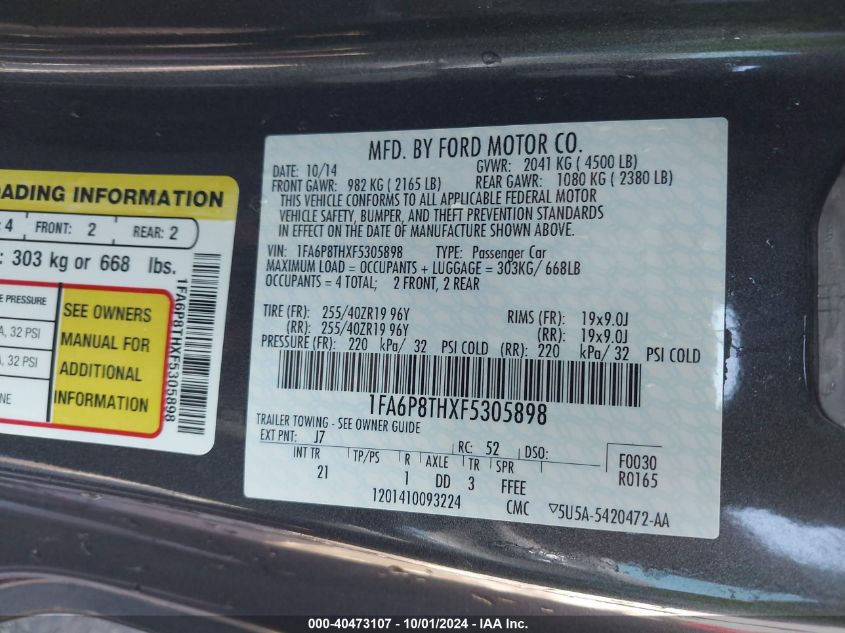 OADING INFORMATION
: 4 FRONT: 2 REAR: 2
: 303 kg or 668 lbs.
E PRESSURE
A, 32 PSI
A, 32 PSI
NE
SEE OWNERS
MANUAL FOR
ADDITIONAL
INFORMATION
1FA6P8THXF5305898
MFD. BY FORD MOTOR CO.
DATE: 10/14 GVWR: 2041 KG ( 4500 LB)
FRONT GAWR: 982 KG ( 2165 LB) REAR GAWR: 1080 KG ( 2380 LB)
THIS VEHICLE CONFORMS TO ALL APPLICABLE FEDERAL MOTOR
VEHICLE SAFETY, BUMPER, AND THEFT PREVENTION STANDARDS
IN EFFECT ON THE DATE OF MANUFACTURE SHOWN ABOVE.
VIN: 1FA6P8THXF5305898 TYPE: Passenger Car
MAXIMUM LOAD = OCCUPANTS + LUGGAGE = 303KG/ 668LB
OCCUPANTS = 4 TOTAL; 2 FRONT, 2 REAR
TIRE (FR): 255/40ZR19 96Y RIMS (FR): 19x9.0J
(RR): 255/40ZR19 96Y (RR): 19x9.0J
PRESSURE (FR): 220 kPa/ 32 PSI COLD (RR): 220 kPa/ 32 PSI COLD
1FA6P8THXF5305898
TRAILER TOWING - SEE OWNER GUIDE
EXT PNT: J7 RC: 52 DSO: F0030
INT TR TP/PS R AXLE TR SPR R0165
21 1 DD 3 FFEE
1201410093224 CMC ▽5U5A-5420472-AA
000-40473107 - 10/01/2024 - IAA Inc.